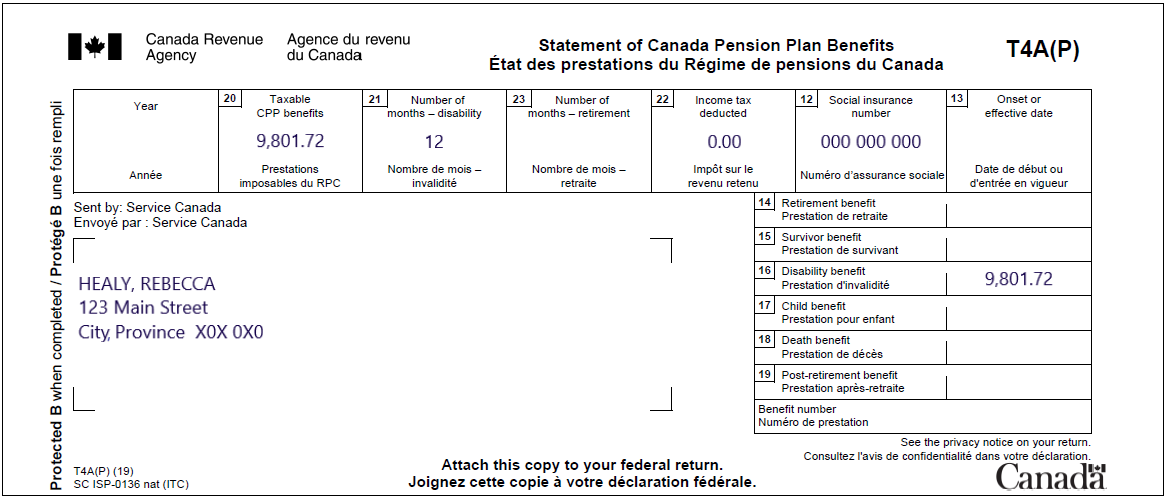 Canada Revenue Agency
Agence du revenu du Canada
Statement of Canada Pension Plan Benefits
État des prestations du Régime de pensions du Canada
T4A(P)
Protected B when completed / Protégé B une fois rempli
Year
Année
20 Taxable CPP benefits
9,801.72
Prestations imposables du RPC
21 Number of months – disability
12
Nombre de mois – invalidité
23 Number of months – retirement
Nombre de mois – retraite
22 Income tax deducted
0.00
Impôt sur le revenu retenu
12 Social insurance number
000 000 000
Numéro d'assurance sociale
13 Onset or effective date
Date de début ou d'entrée en vigueur
Sent by: Service Canada
Envoyé par : Service Canada
HEALY, REBECCA
123 Main Street
City, Province X0X 0X0
14 Retirement benefit
Prestation de retraite
15 Survivor benefit
Prestation de survivant
16 Disability benefit
Prestation d'invalidité
9,801.72
17 Child benefit
Prestation pour enfant
18 Death benefit
Prestation de décès
19 Post-retirement benefit
Prestation après-retraite
Benefit number
Numéro de prestation
See the privacy notice on your return.
Consultez l'avis de confidentialité dans votre déclaration.
T4A(P) (19)
SC ISP-0136 nat (ITC)
Attach this copy to your federal return.
Joignez cette copie à votre déclaration fédérale.
Canada